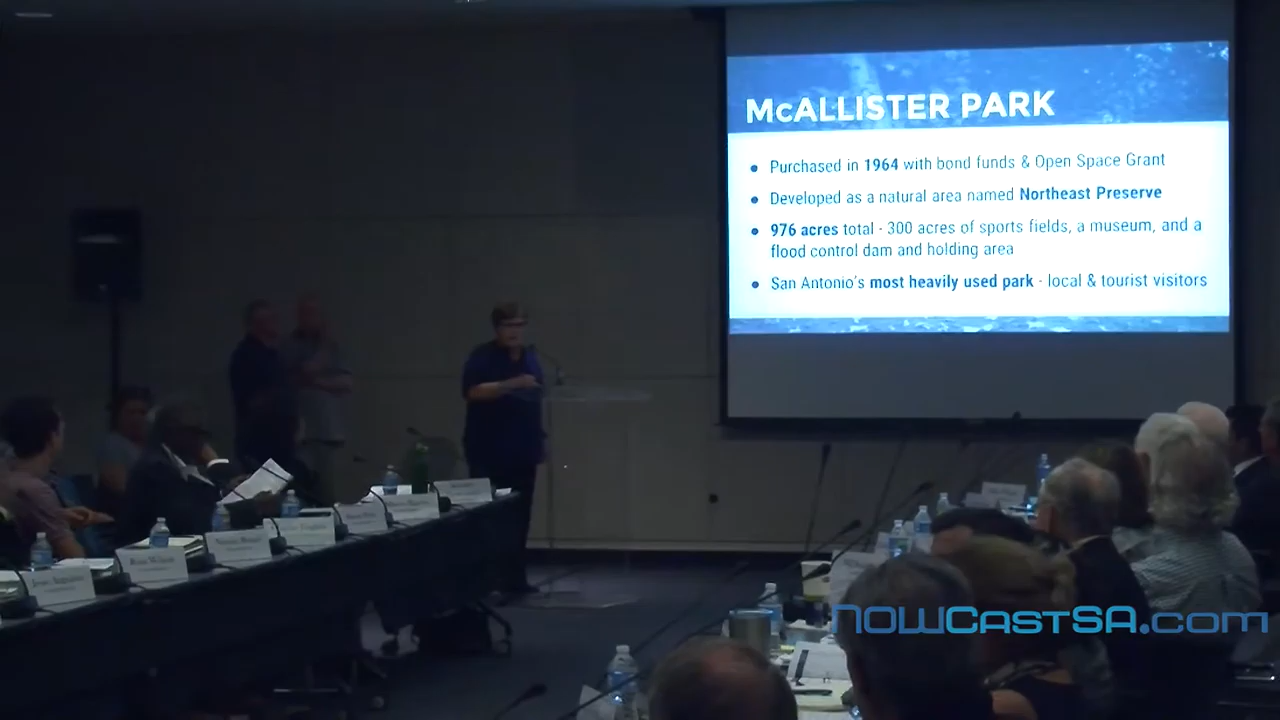 McALLISTER PARK
• Purchased in 1964 with bond funds & Open Space Grant
• Developed as a natural area named Northeast Preserve
• 976 acres total - 300 acres of sports fields, a museum, and a
flood control dam and holding area
• San Antonio's most heavily used park - local & tourist visitors
NOWCastSA.com